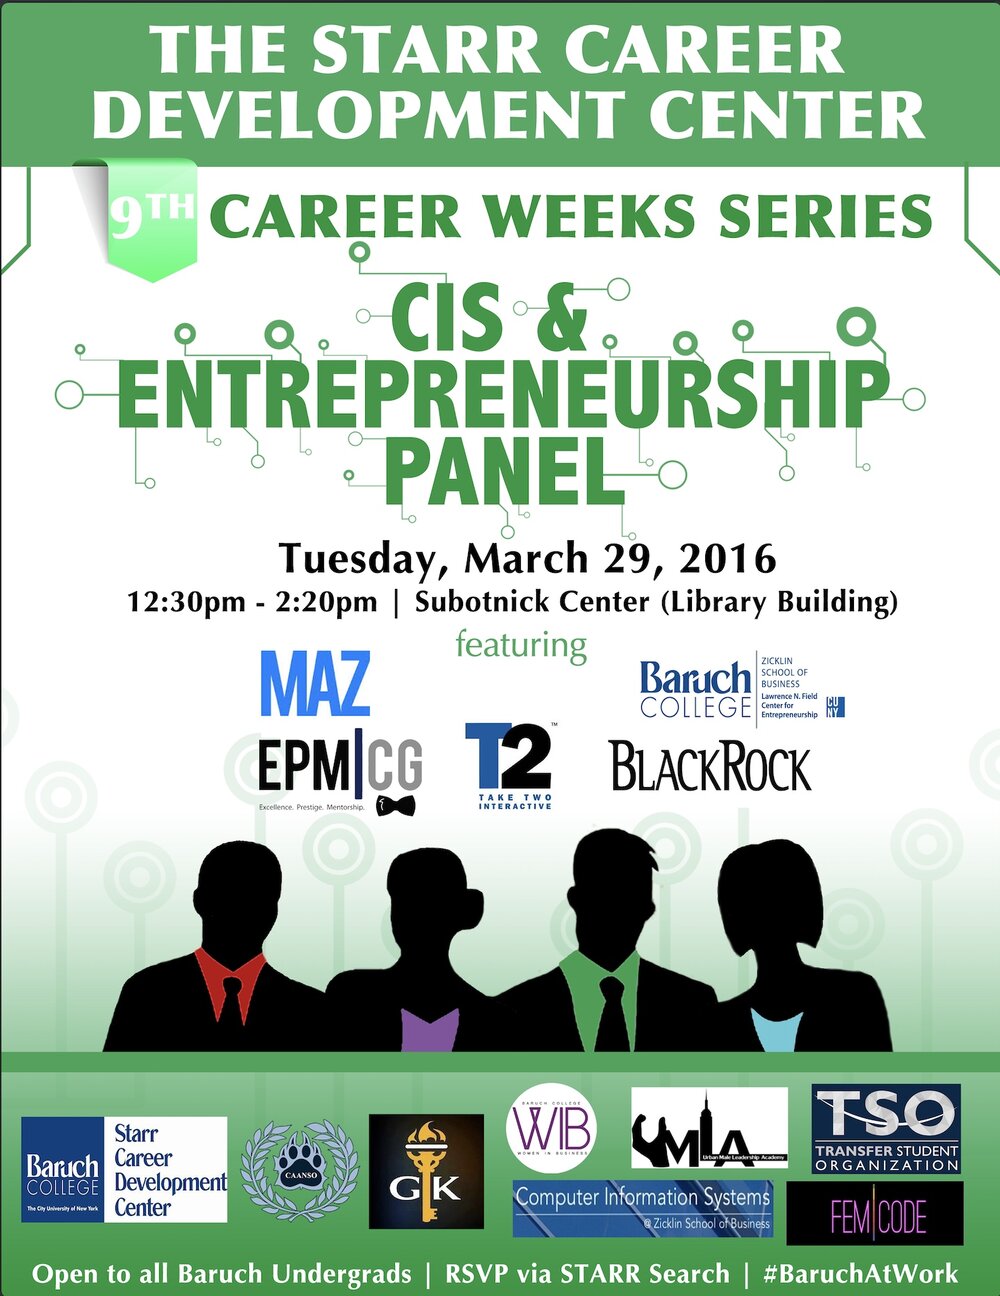 THE STARR CAREER
DEVELOPMENT CENTER
9TH CAREER WEEKS SERIES
CIS &
ENTREPRENEURSHIP
PANEL
Tuesday, March 29, 2016
12:30pm - 2:20pm | Subotnick Center (Library Building)
featuring
MAZ
Baruch
COLLEGE
ZICKLIN
SCHOOL OF
BUSINESS
Lawrence N. Field
Center for
Entrepreneurship
CU
NY
EPM|CG
Excellence. Prestige. Mentorship.
T2™
TAKE TWO
INTERACTIVE
BLACKROCK
Baruch
COLLEGE
The City University of New York
Starr
Career
Development
Center
CAANSO
GK
BARUCH COLLEGE
WIB
WOMEN IN BUSINESS
UMLA
Urban Male Leadership Academy
TSO
TRANSFER STUDENT
ORGANIZATION
Computer Information Systems
@ Zicklin School of Business
FEM|CODE
Open to all Baruch Undergrads | RSVP via STARR Search | #BaruchAtWork